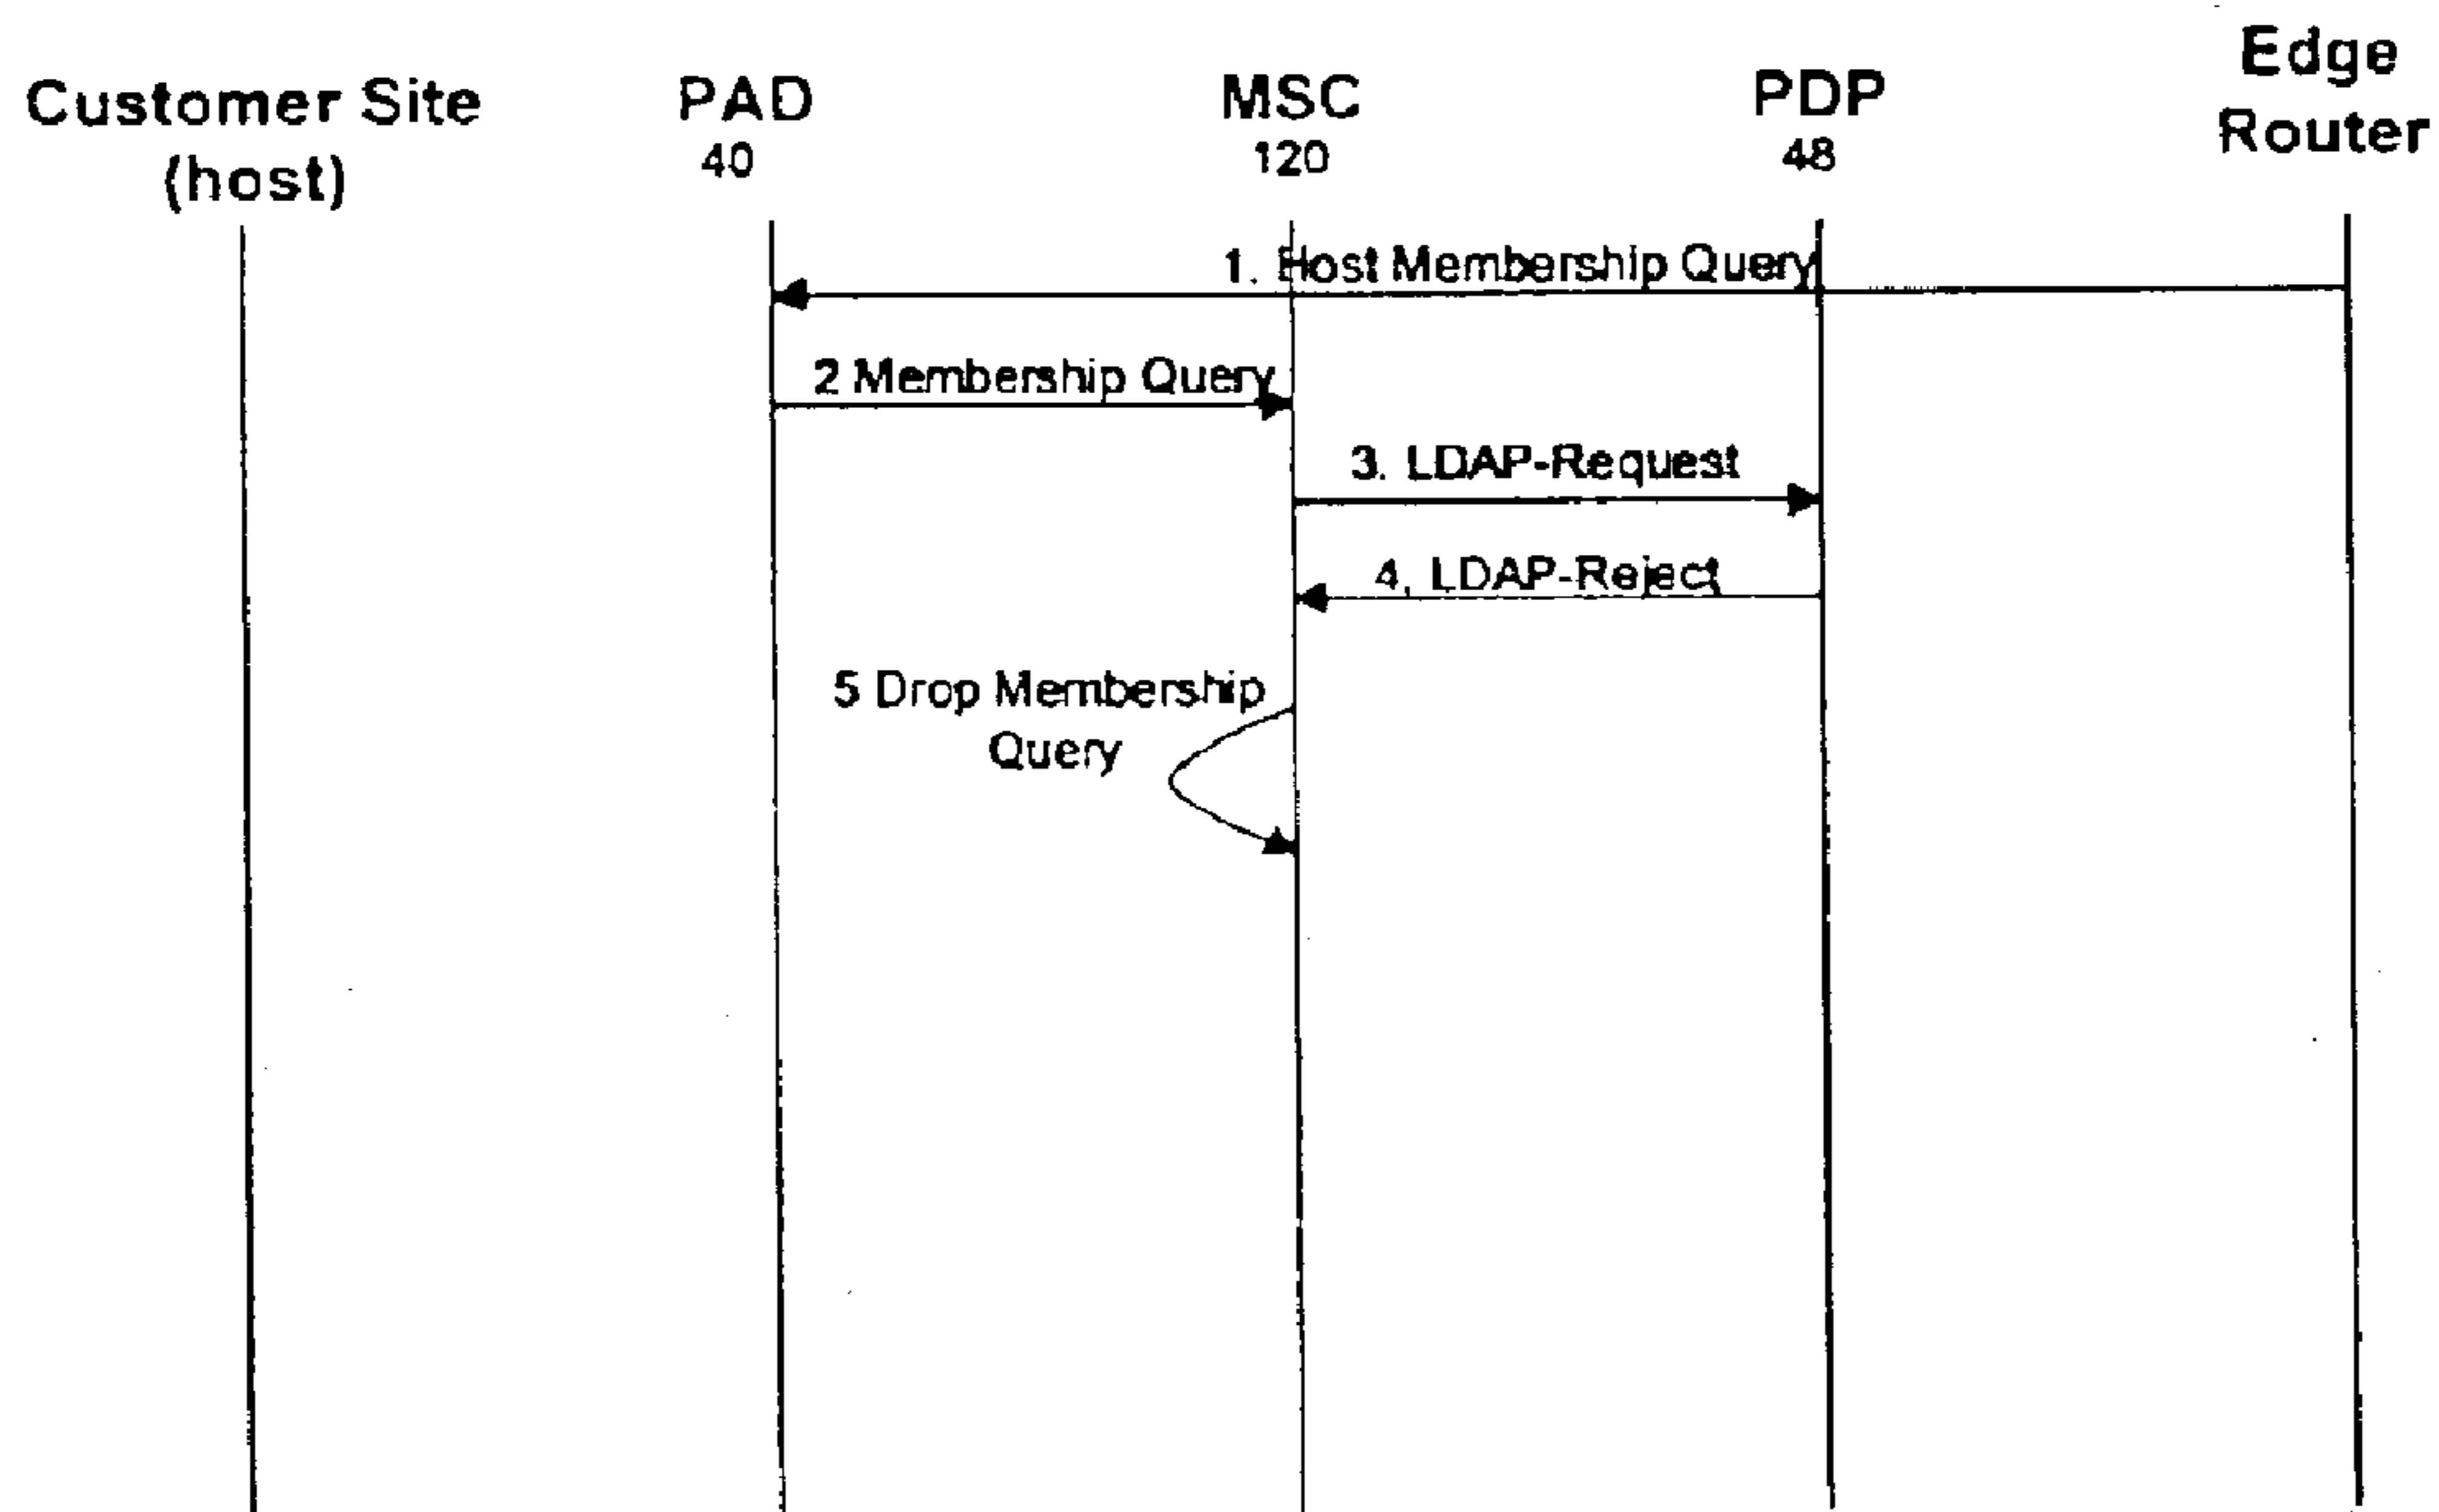 Customer Site
(host)
PAD
40
MSC
120
PDP
48
Edge
Router
1. Host Membership Query
2 Membership Query
3. LDAP-Request
4. LDAP-Reject
5 Drop Membership
Query